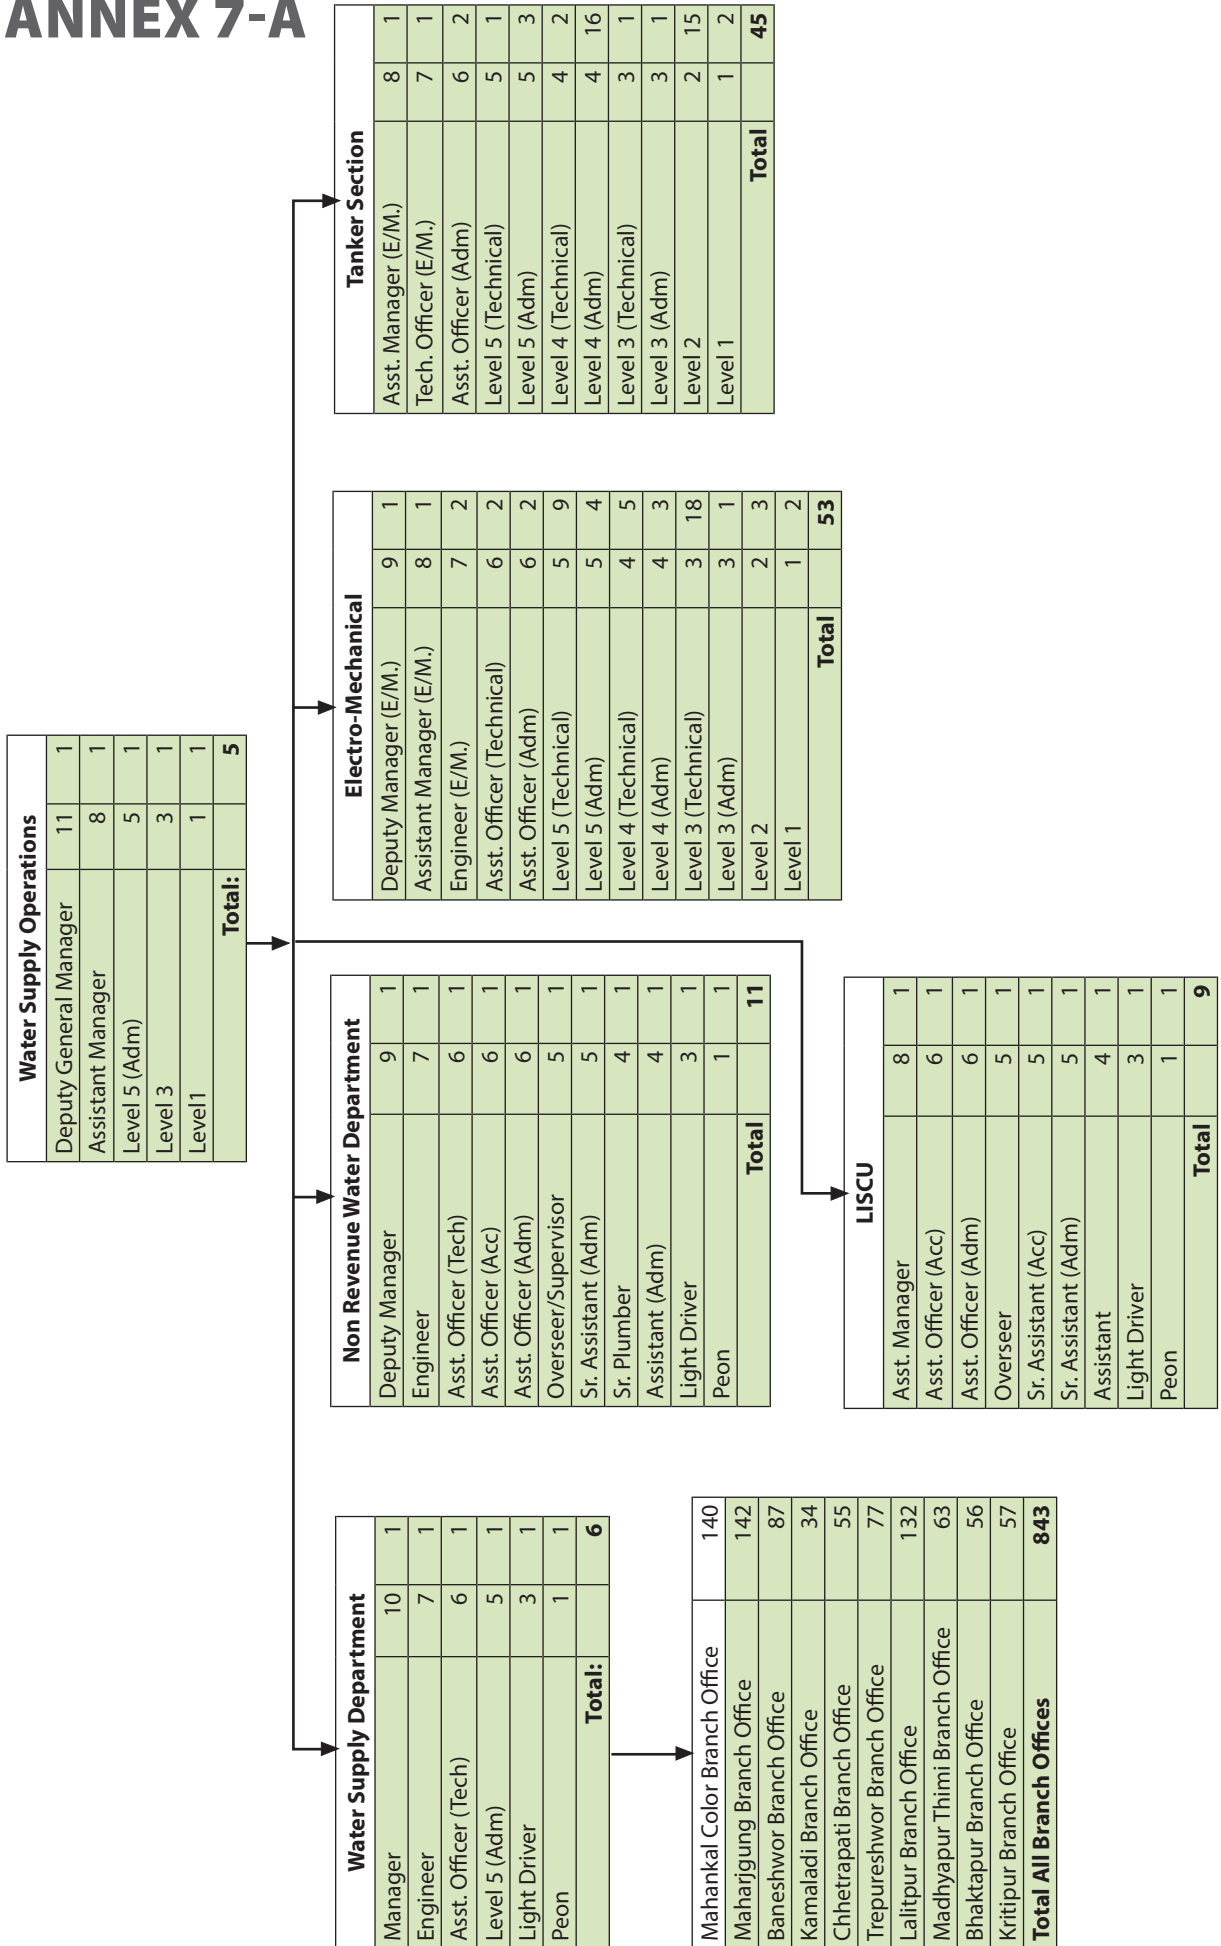 ANNEX 7-A
Water Supply Operations
Deputy General Manager 11 1
Assistant Manager 8 1
Level 5 (Adm) 5 1
Level 3 3 1
Level1 1 1
Total: 5
Water Supply Department
Manager 10 1
Engineer 7 1
Asst. Officer (Tech) 6 1
Level 5 (Adm) 5 1
Light Driver 3 1
Peon 1 1
Total: 6
Mahankal Color Branch Office 140
Maharjgung Branch Office 142
Baneshwor Branch Office 87
Kamaladi Branch Office 34
Chhetrapati Branch Office 55
Trepureshwor Branch Office 77
Lalitpur Branch Office 132
Madhyapur Thimi Branch Office 63
Bhaktapur Branch Office 56
Kritipur Branch Office 57
Total All Branch Offices 843
Non Revenue Water Department
Deputy Manager 9 1
Engineer 7 1
Asst. Officer (Tech) 6 1
Asst. Officer (Acc) 6 1
Asst. Officer (Adm) 6 1
Overseer/Supervisor 5 1
Sr. Assistant (Adm) 5 1
Sr. Plumber 4 1
Assistant (Adm) 4 1
Light Driver 3 1
Peon 1 1
Total 11
LISCU
Asst. Manager 8 1
Asst. Officer (Acc) 6 1
Asst. Officer (Adm) 6 1
Overseer 5 1
Sr. Assistant (Acc) 5 1
Sr. Assistant (Adm) 5 1
Assistant 4 1
Light Driver 3 1
Peon 1 1
Total 9
Electro-Mechanical
Deputy Manager (E/M.) 9 1
Assistant Manager (E/M.) 8 1
Engineer (E/M.) 7 2
Asst. Officer (Technical) 6 2
Asst. Officer (Adm) 6 2
Level 5 (Technical) 5 9
Level 5 (Adm) 5 4
Level 4 (Technical) 4 5
Level 4 (Adm) 4 3
Level 3 (Technical) 3 18
Level 3 (Adm) 3 1
Level 2 2 3
Level 1 1 2
Total 53
Tanker Section
Asst. Manager (E/M.) 8 1
Tech. Officer (E/M.) 7 1
Asst. Officer (Adm) 6 2
Level 5 (Technical) 5 1
Level 5 (Adm) 5 3
Level 4 (Technical) 4 2
Level 4 (Adm) 4 16
Level 3 (Technical) 3 1
Level 3 (Adm) 3 1
Level 2 2 15
Level 1 1 2
Total 45